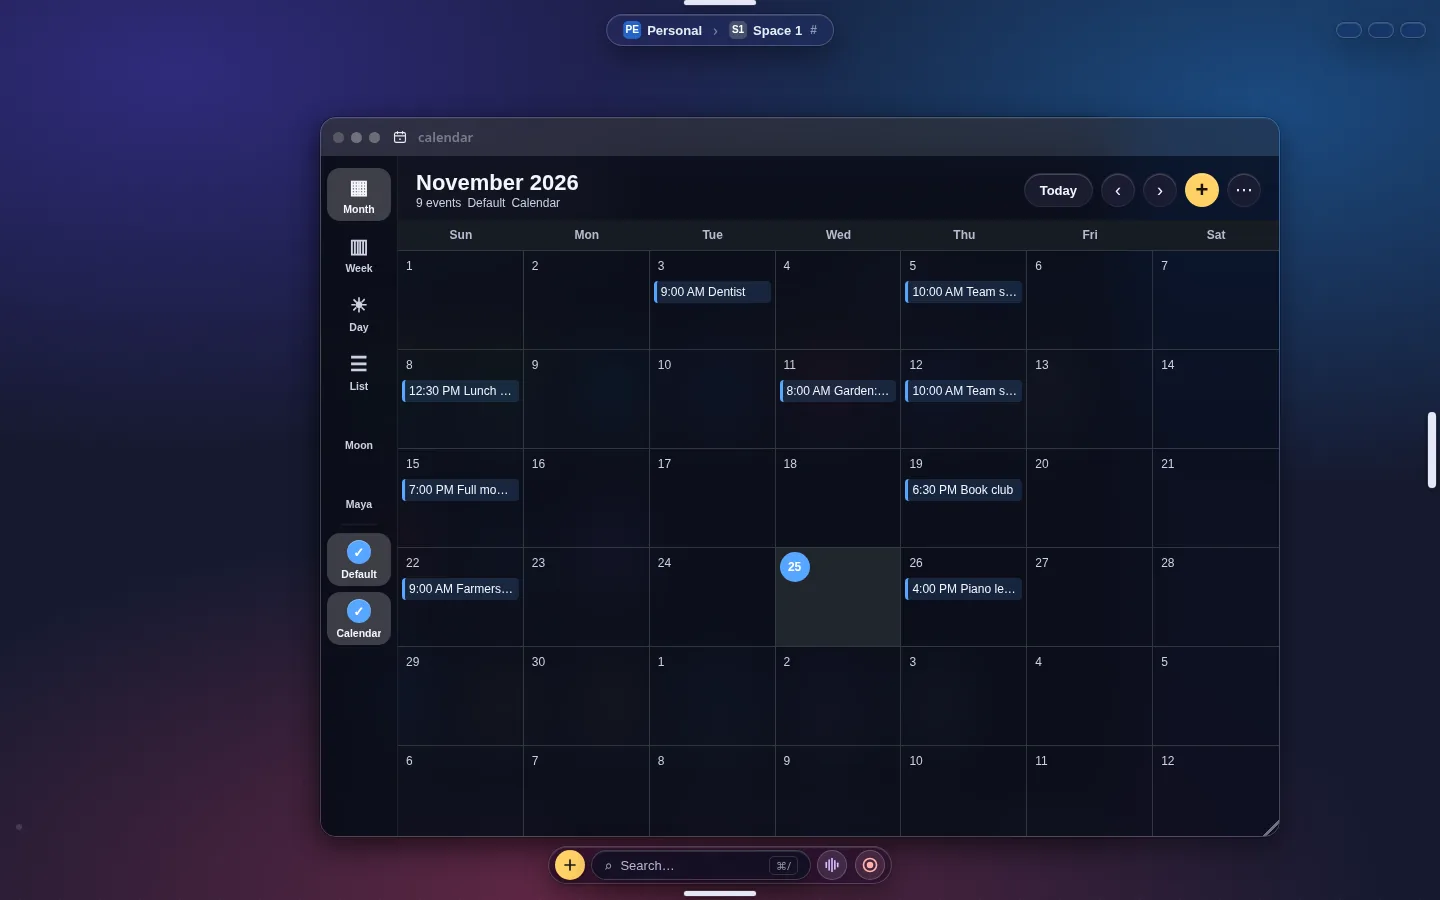 PE Personal › S1 Space 1 #
calendar
Month
Week
Day
List
Moon
Maya
✓
Default
✓
Calendar
November 2026
9 events Default Calendar
Today ‹ › + ⋯
Sun Mon Tue Wed Thu Fri Sat
1 2 3 4 5 6 7
9:00 AM Dentist
10:00 AM Team s…
8 9 10 11 12 13 14
12:30 PM Lunch …
8:00 AM Garden:…
10:00 AM Team s…
15 16 17 18 19 20 21
7:00 PM Full mo…
6:30 PM Book club
22 23 24 25 26 27 28
9:00 AM Farmers…
4:00 PM Piano le…
29 30 1 2 3 4 5
6 7 8 9 10 11 12
+ Search… ⌘/